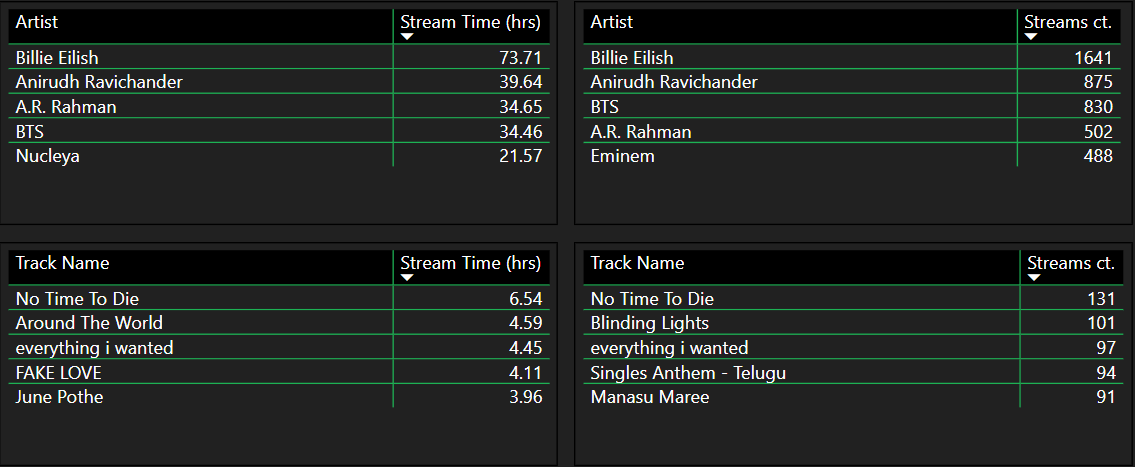 Artist Stream Time (hrs)
Billie Eilish 73.71
Anirudh Ravichander 39.64
A.R. Rahman 34.65
BTS 34.46
Nucleya 21.57
Artist Streams ct.
Billie Eilish 1641
Anirudh Ravichander 875
BTS 830
A.R. Rahman 502
Eminem 488
Track Name Stream Time (hrs)
No Time To Die 6.54
Around The World 4.59
everything i wanted 4.45
FAKE LOVE 4.11
June Pothe 3.96
Track Name Streams ct.
No Time To Die 131
Blinding Lights 101
everything i wanted 97
Singles Anthem - Telugu 94
Manasu Maree 91